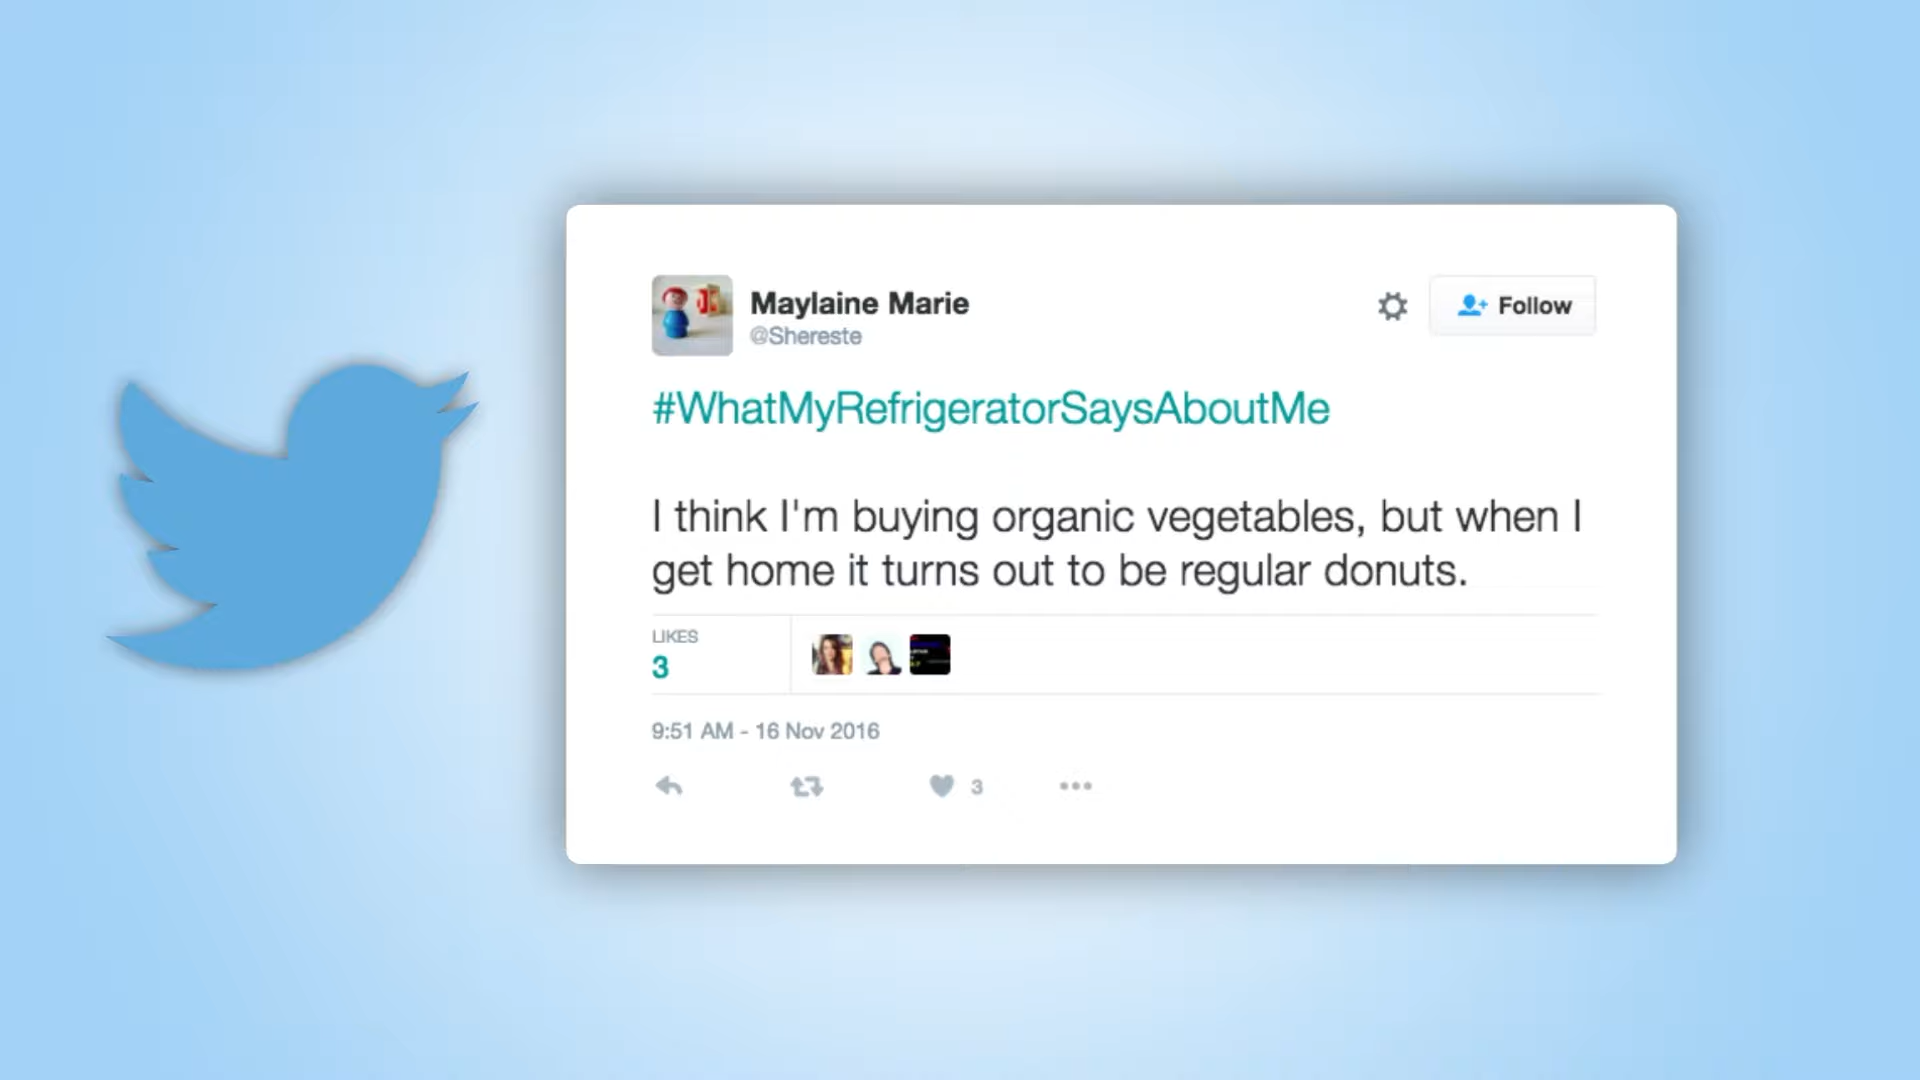 Maylaine Marie
@Shereste
Follow
#WhatMyRefrigeratorSaysAboutMe
I think I'm buying organic vegetables, but when I
get home it turns out to be regular donuts.
LIKES
3
9:51 AM - 16 Nov 2016
3